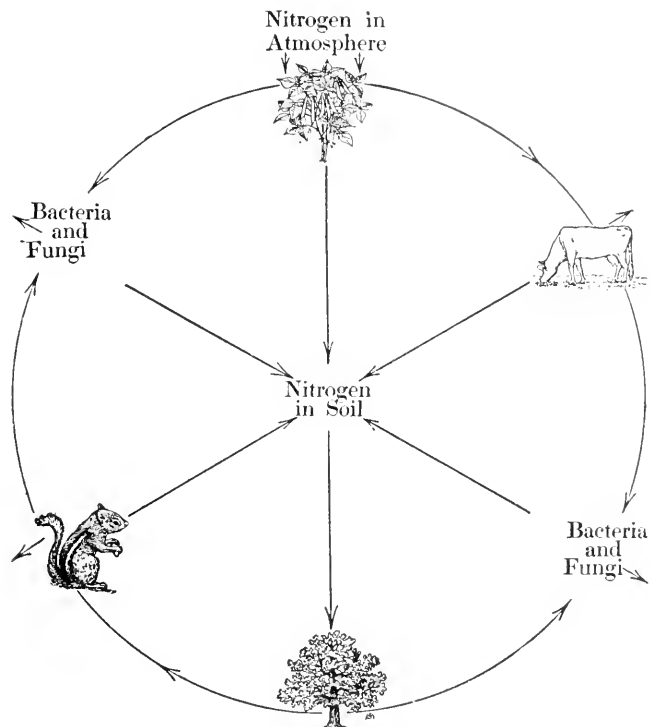 Nitrogen in
Atmosphere
Bacteria
and
Fungi
Nitrogen
in Soil
Bacteria
and
Fungi